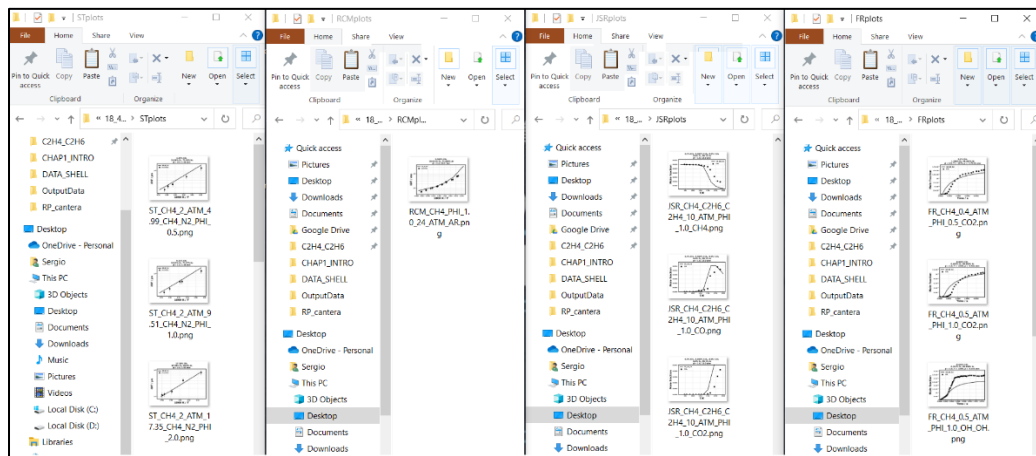 STplots
File Home Share View
Pin to Quick access Copy Paste New Open Select
Clipboard Organize
« 18_4... > STplots
C2H4_C2H6
CHAP1_INTRO
DATA_SHELL
OutputData
RP_cantera
Desktop
OneDrive - Personal
Sergio
This PC
3D Objects
Desktop
Documents
Downloads
Music
Pictures
Videos
Local Disk (C:)
Local Disk (D:)
Libraries
ST_CH4_2_ATM_4
.99_CH4_N2_PHI_
0.5.png
ST_CH4_2_ATM_9
.51_CH4_N2_PHI_
1.0.png
ST_CH4_2_ATM_1
7.35_CH4_N2_PHI
_2.0.png
RCMplots
File Home Share View
Pin to Quick access Copy Paste New Open Select
Clipboard Organize
« 18_... > RCMpl...
Quick access
Pictures
Desktop
Downloads
Documents
Google Drive
C2H4_C2H6
CHAP1_INTRO
DATA_SHELL
OutputData
RP_cantera
Desktop
OneDrive - Personal
Sergio
This PC
3D Objects
Desktop
Documents
Downloads
RCM_CH4_PHI_1.
0_24_ATM_AR.pn
g
JSRplots
File Home Share View
Pin to Quick access Copy Paste New Open Select
Clipboard Organize
« 18_... > JSRplots
Quick access
Pictures
Desktop
Downloads
Documents
Google Drive
C2H4_C2H6
CHAP1_INTRO
DATA_SHELL
OutputData
RP_cantera
Desktop
OneDrive - Personal
Sergio
This PC
3D Objects
Desktop
Documents
Downloads
JSR_CH4_C2H6_C
2H4_10_ATM_PHI
_1.0_CH4.png
JSR_CH4_C2H6_C
2H4_10_ATM_PHI
_1.0_CO.png
JSR_CH4_C2H6_C
2H4_10_ATM_PHI
_1.0_CO2.png
FRplots
File Home Share View
Pin to Quick access Copy Paste New Open Select
Clipboard Organize
« 18_... > FRplots
Quick access
Pictures
Desktop
Downloads
Documents
Google Drive
C2H4_C2H6
CHAP1_INTRO
DATA_SHELL
OutputData
RP_cantera
Desktop
OneDrive - Personal
Sergio
This PC
3D Objects
Desktop
Documents
Downloads
FR_CH4_0.4_ATM
_PHI_0.5_CO2.pn
g
FR_CH4_0.5_ATM
_PHI_1.0_CO2.pn
g
FR_CH4_0.5_ATM
_PHI_1.0_OH_OH.
png